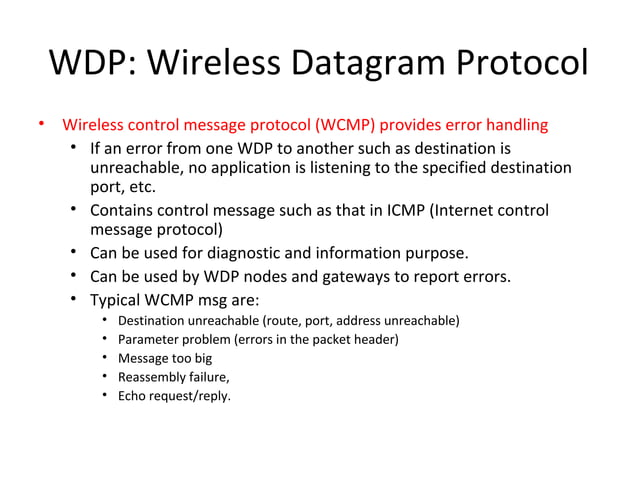 WDP: Wireless Datagram Protocol
• Wireless control message protocol (WCMP) provides error handling
• If an error from one WDP to another such as destination is
unreachable, no application is listening to the specified destination
port, etc.
• Contains control message such as that in ICMP (Internet control
message protocol)
• Can be used for diagnostic and information purpose.
• Can be used by WDP nodes and gateways to report errors.
• Typical WCMP msg are:
• Destination unreachable (route, port, address unreachable)
• Parameter problem (errors in the packet header)
• Message too big
• Reassembly failure,
• Echo request/reply.